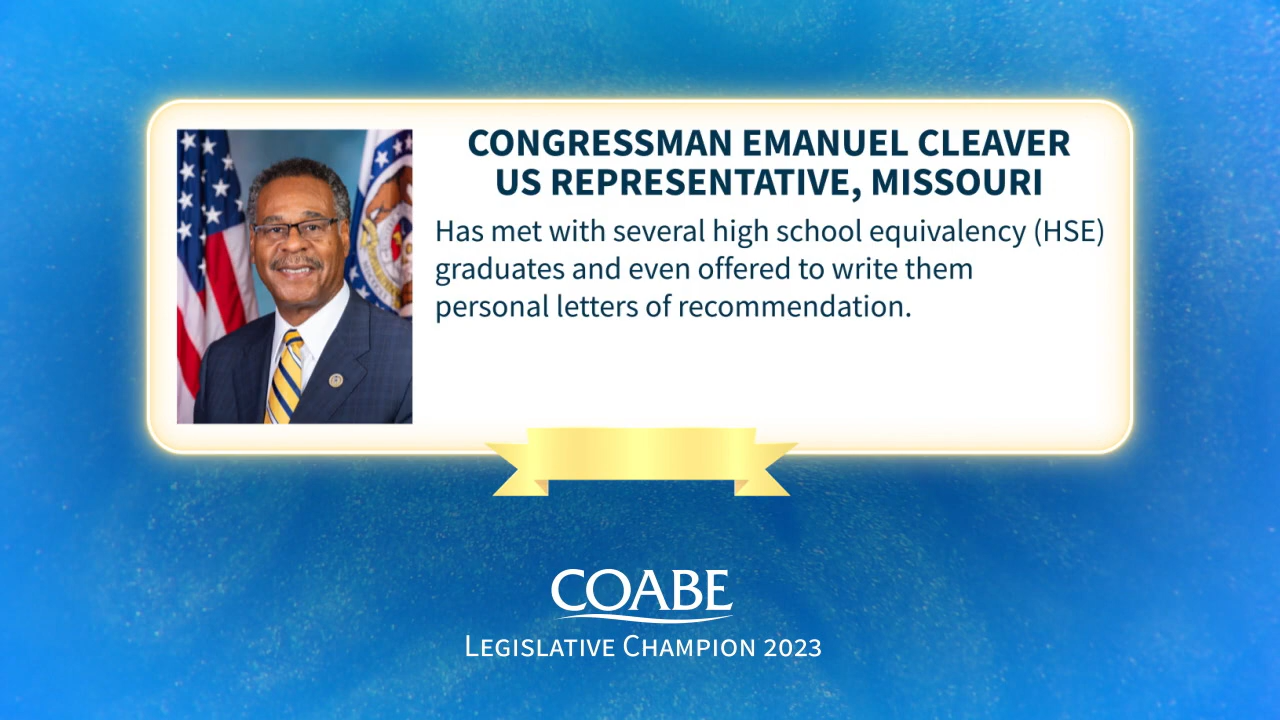 CONGRESSMAN EMANUEL CLEAVER
US REPRESENTATIVE, MISSOURI
Has met with several high school equivalency (HSE)
graduates and even offered to write them
personal letters of recommendation.
COABE
LEGISLATIVE CHAMPION 2023